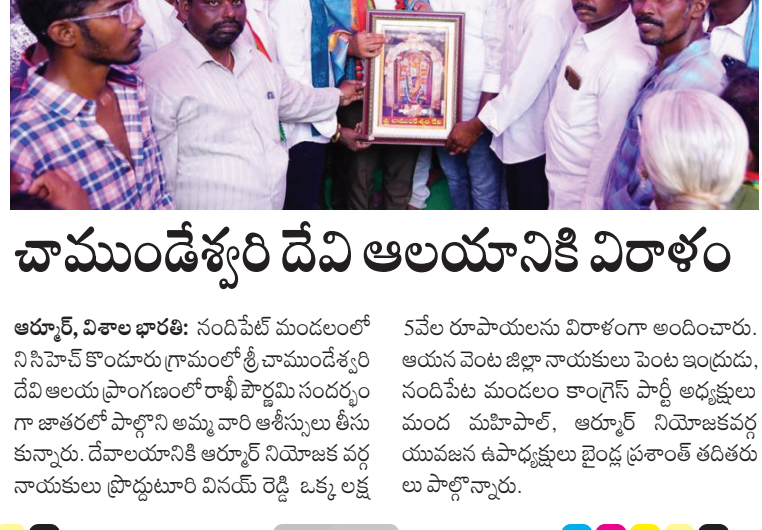 శ్రీ చాముండేశ్వరి దేవి
చాముండేశ్వరి దేవి ఆలయానికి విరాళం
ఆర్మూర్, విశాల భారతి: నందిపేట్ మండలంలో
ని సిహెచ్ కొండూరు గ్రామంలో శ్రీ చాముండేశ్వరి
దేవి ఆలయ ప్రాంగణంలో రాఖీ పౌర్ణమి సందర్భం
గా జాతరలో పాల్గొని అమ్మ వారి ఆశీస్సులు తీసు
కున్నారు. దేవాలయానికి ఆర్మూర్ నియోజక వర్గ
నాయకులు ప్రొద్దుటూరి వినయ్ రెడ్డి ఒక్క లక్ష
5వేల రూపాయలను విరాళంగా అందించారు.
ఆయన వెంట జిల్లా నాయకులు పెంట ఇంద్రుడు,
నందిపేట మండలం కాంగ్రెస్ పార్టీ అధ్యక్షులు
మంద మహిపాల్, ఆర్మూర్ నియోజకవర్గ
యువజన ఉపాధ్యక్షులు బైండ్ల ప్రశాంత్ తదితరు
లు పాల్గొన్నారు.